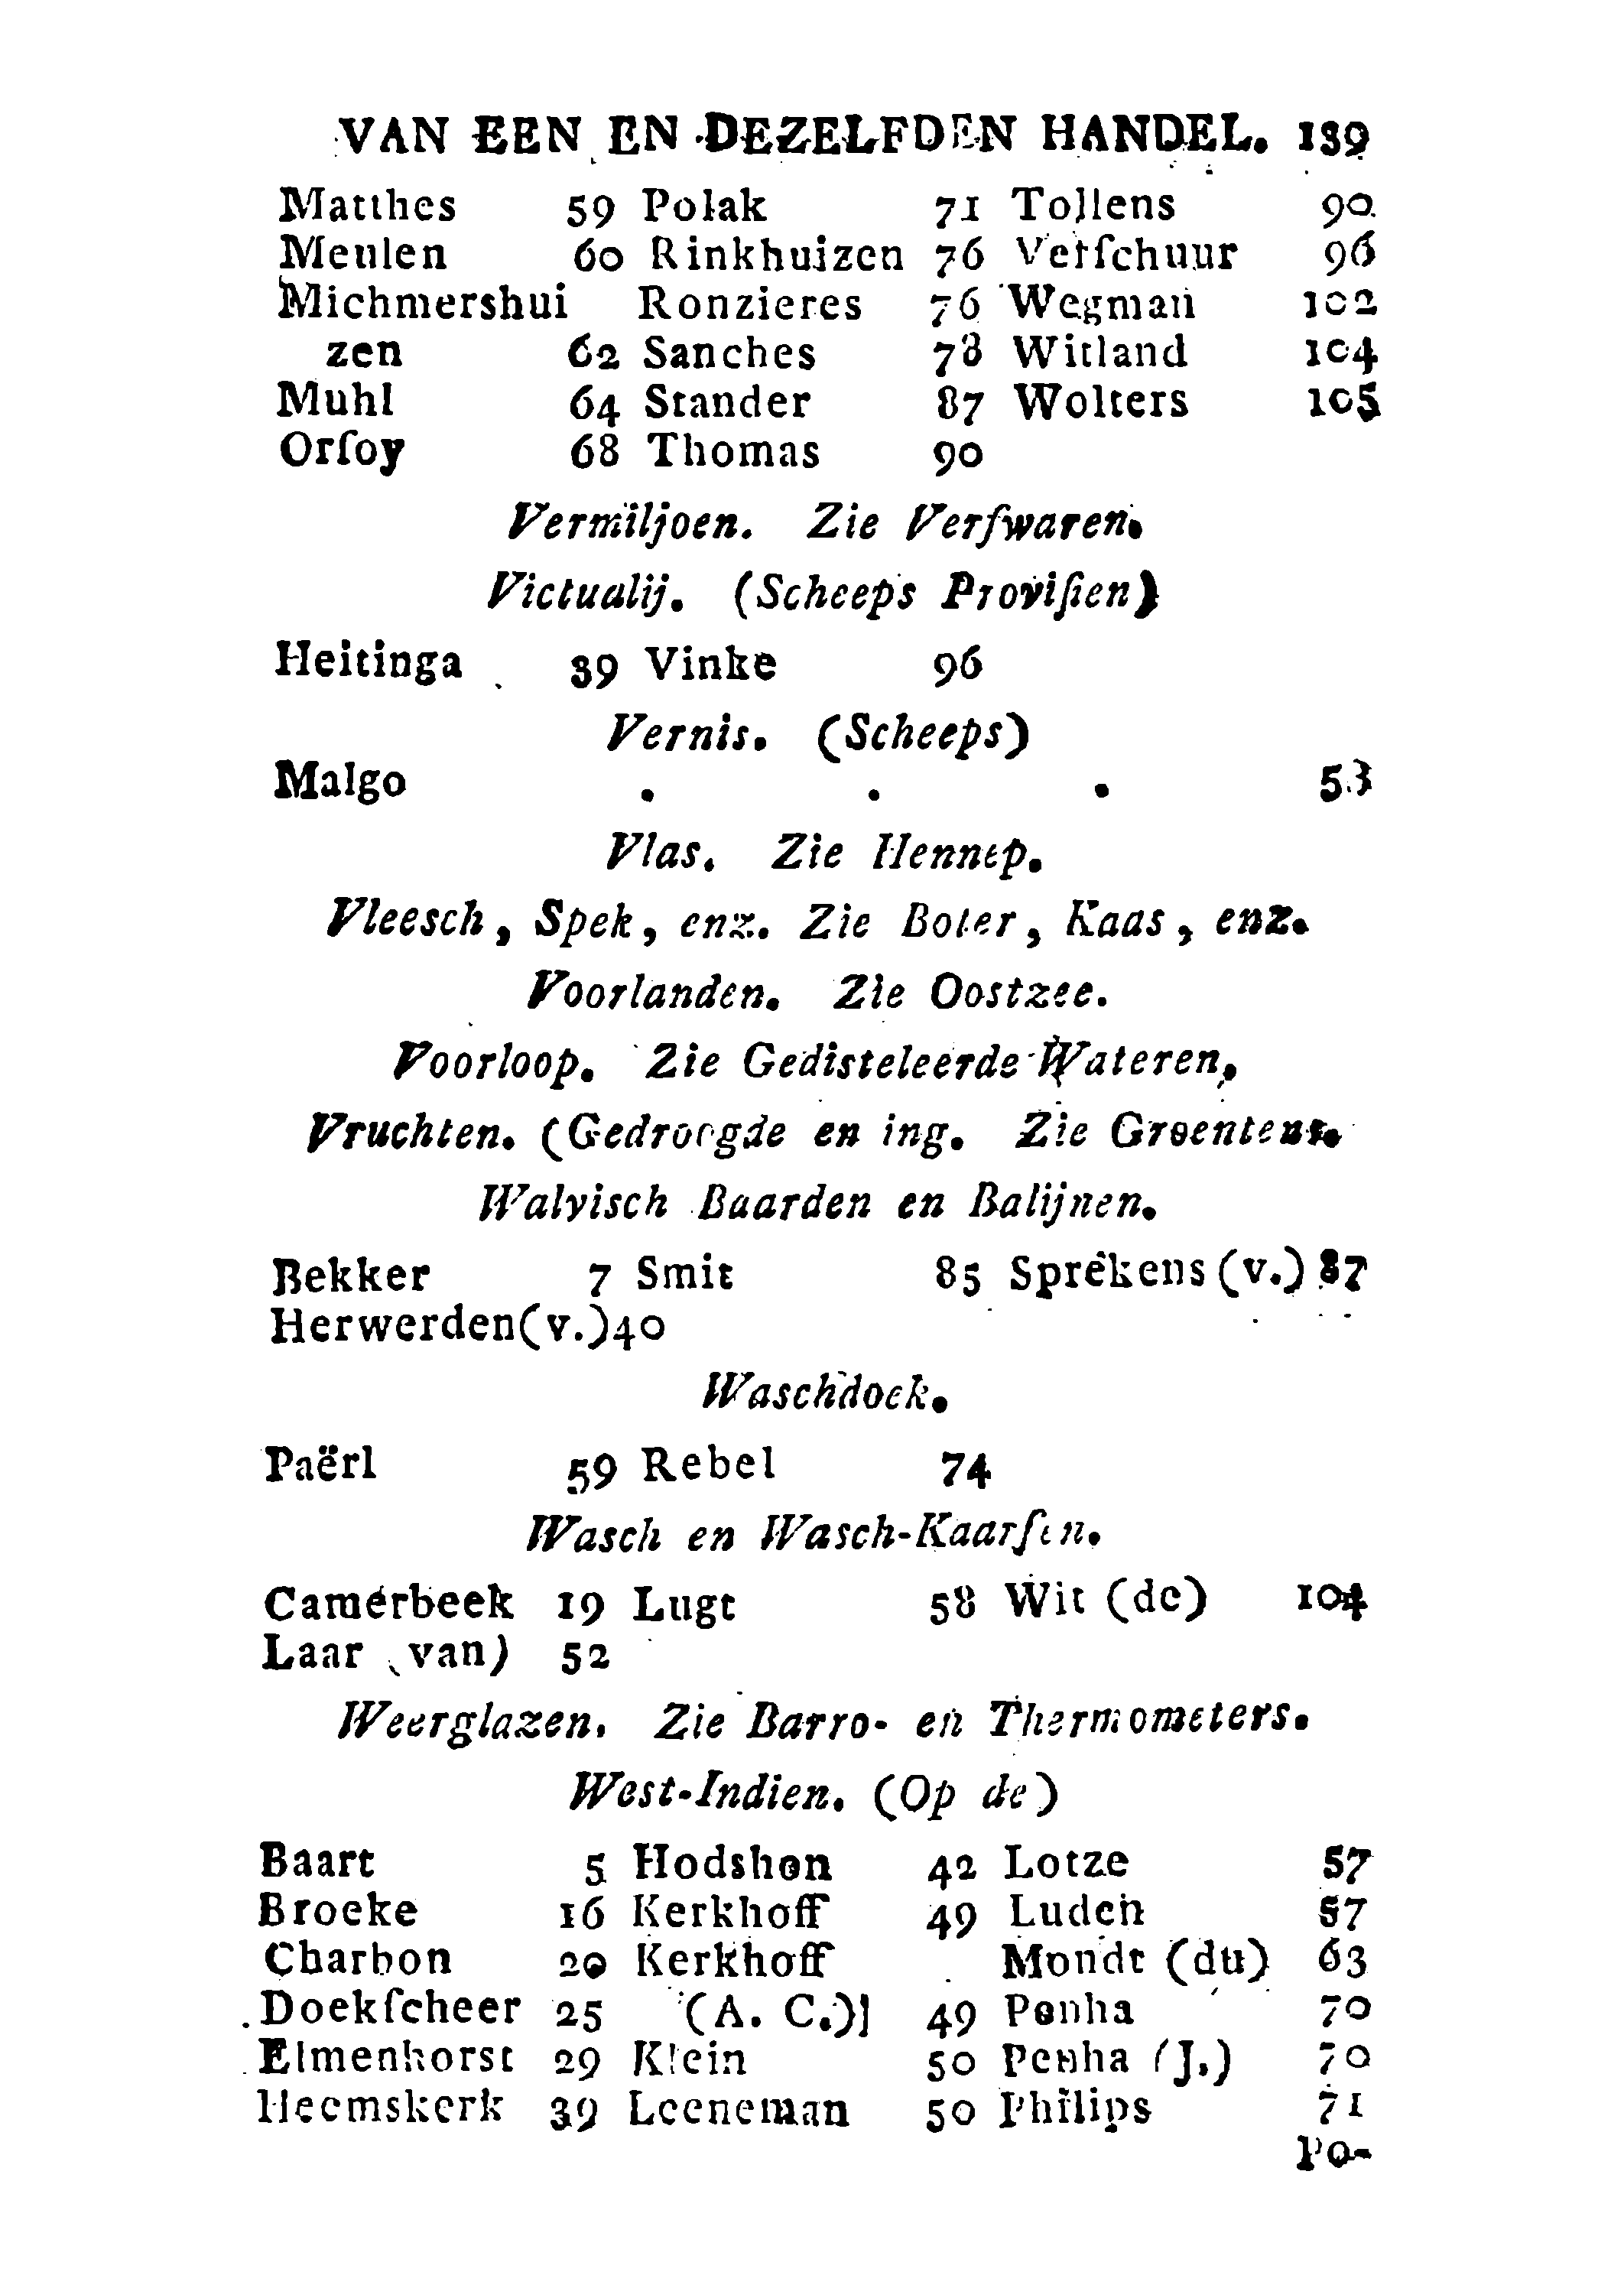 VAN EEN EN DEZELFDEN HANDEL. 139
Matthes 59 Polak 71 Tollens 90
Meulen 60 Rinkhuizen 76 Verſchuur 96
Michmershui Ronzieres 76 Wegman 102
zen 62 Sanches 78 Witland 104
Muhl 64 Stander 87 Wolters 105
Orſoy 68 Thomas 90
Vermiljoen. Zie Verfwaren.
Victualij. (Scheeps Proviſien)
Heitinga 39 Vinke 96
Vernis. (Scheeps)
Malgo . . . 53
Vlas. Zie Hennep.
Vleesch, Spek, enz. Zie Boter, Kaas, enz.
Voorlanden. Zie Oostzee.
Voorloop. Zie Gedisteleerde Wateren.
Vruchten. (Gedroogde en ing. Zie Groentens.
Walvisch Baarden en Balijnen.
Bekker 7 Smit 85 Sprêkens (v.) 87
Herwerden (v.) 40
Waschdoek.
Paërl 59 Rebel 74
Wasch en Wasch-Kaarſen.
Camerbeek 19 Lugt 58 Wit (de) 104
Laar (van) 52
Weerglazen. Zie Barro- en Thermometers.
West-Indien. (Op de)
Baart 5 Hodshon 42 Lotze 57
Broeke 16 Kerkhoff 49 Luden 57
Charbon 20 Kerkhoff Mondt (du) 63
Doekſcheer 25 (A. C.)] 49 Penha 70
Elmenhorst 29 Klein 50 Penha (J.) 70
Heemskerk 39 Leeneman 50 Philips 71
Po-